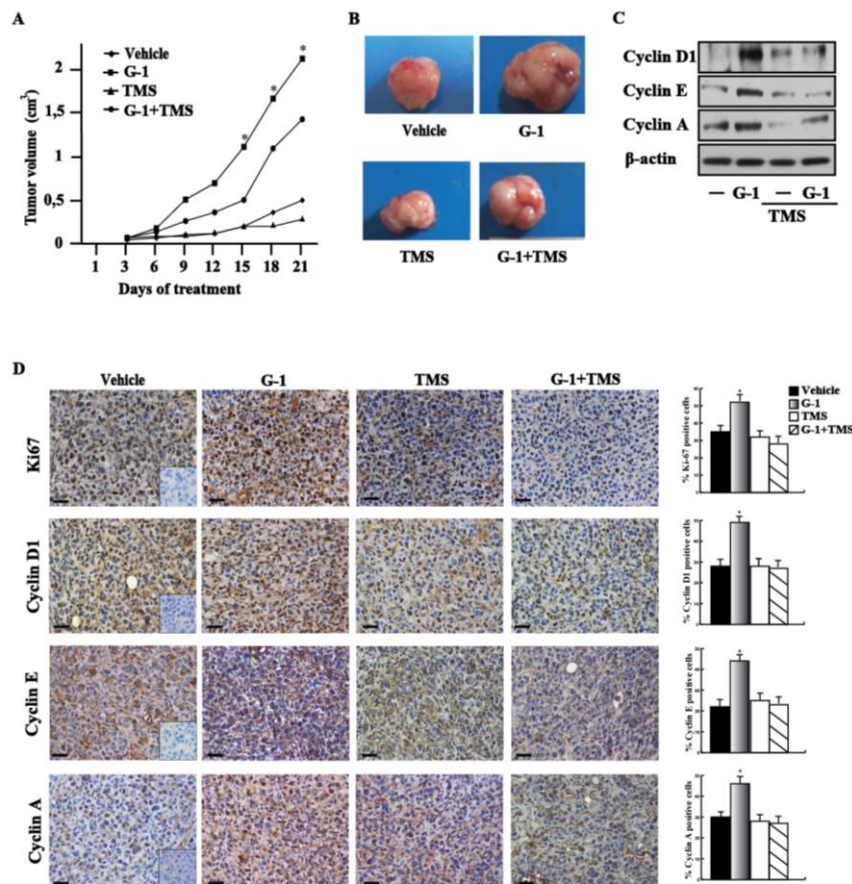 A
Vehicle
G-1
TMS
G-1+TMS
Tumor volume (cm3)
2
1
0,5
0
1 3 6 9 12 15 18 21
Days of treatment
* * *
B
Vehicle G-1
TMS G-1+TMS
C
Cyclin D1
Cyclin E
Cyclin A
β-actin
— G-1 — G-1
TMS
D
Vehicle G-1 TMS G-1+TMS
Ki67
Cyclin D1
Cyclin E
Cyclin A
Vehicle
G-1
TMS
G-1+TMS
% Ki-67 positive cells
% Cyclin D1 positive cells
% Cyclin E positive cells
% Cyclin A positive cells